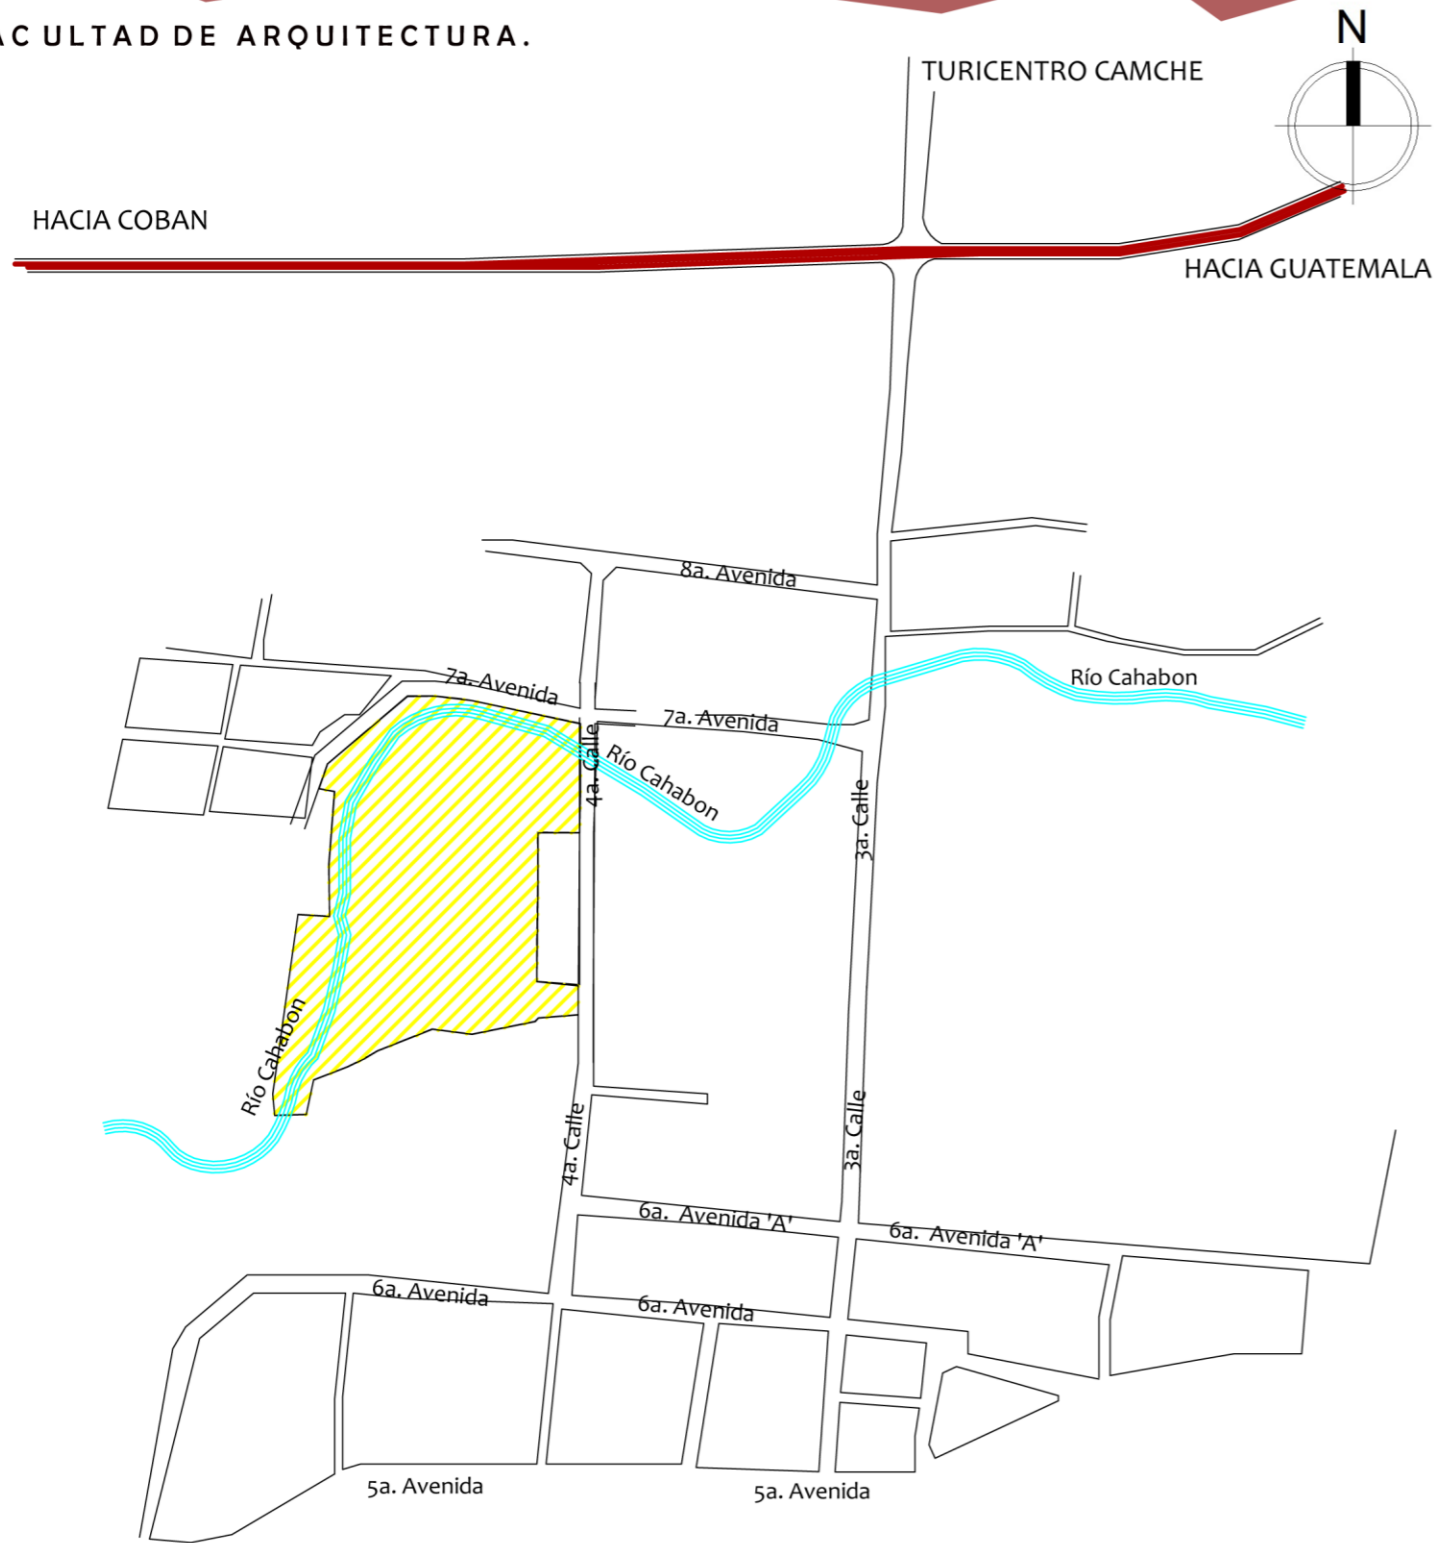 ACULTAD DE ARQUITECTURA.
N
TURICENTRO CAMCHE
HACIA COBAN
HACIA GUATEMALA
8a. Avenida
7a. Avenida
Río Cahabon
7a. Avenida
4a. Calle
Río Cahabon
3a. Calle
Río Cahabon
4a. Calle
3a. Calle
6a. Avenida 'A'
6a. Avenida 'A'
6a. Avenida
6a. Avenida
5a. Avenida
5a. Avenida